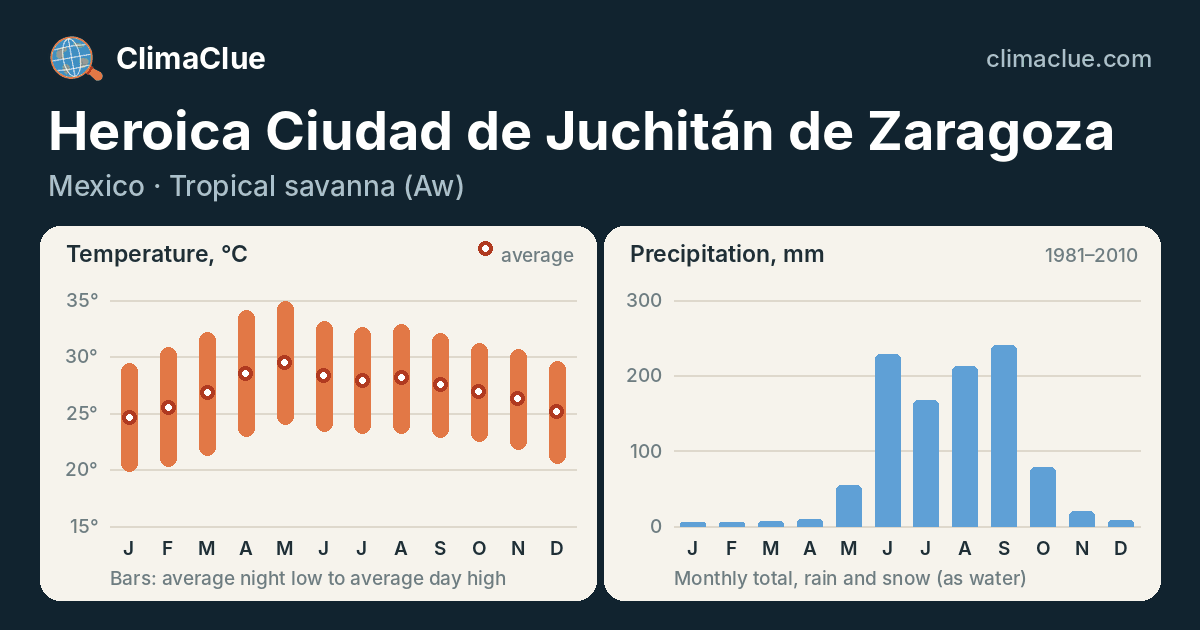 ClimaClue
climaclue.com
Heroica Ciudad de Juchitán de Zaragoza
Mexico · Tropical savanna (Aw)
Temperature, °C
average
35°
30°
25°
20°
15°
J F M A M J J A S O N D
Bars: average night low to average day high
Precipitation, mm
1981–2010
300
200
100
0
J F M A M J J A S O N D
Monthly total, rain and snow (as water)